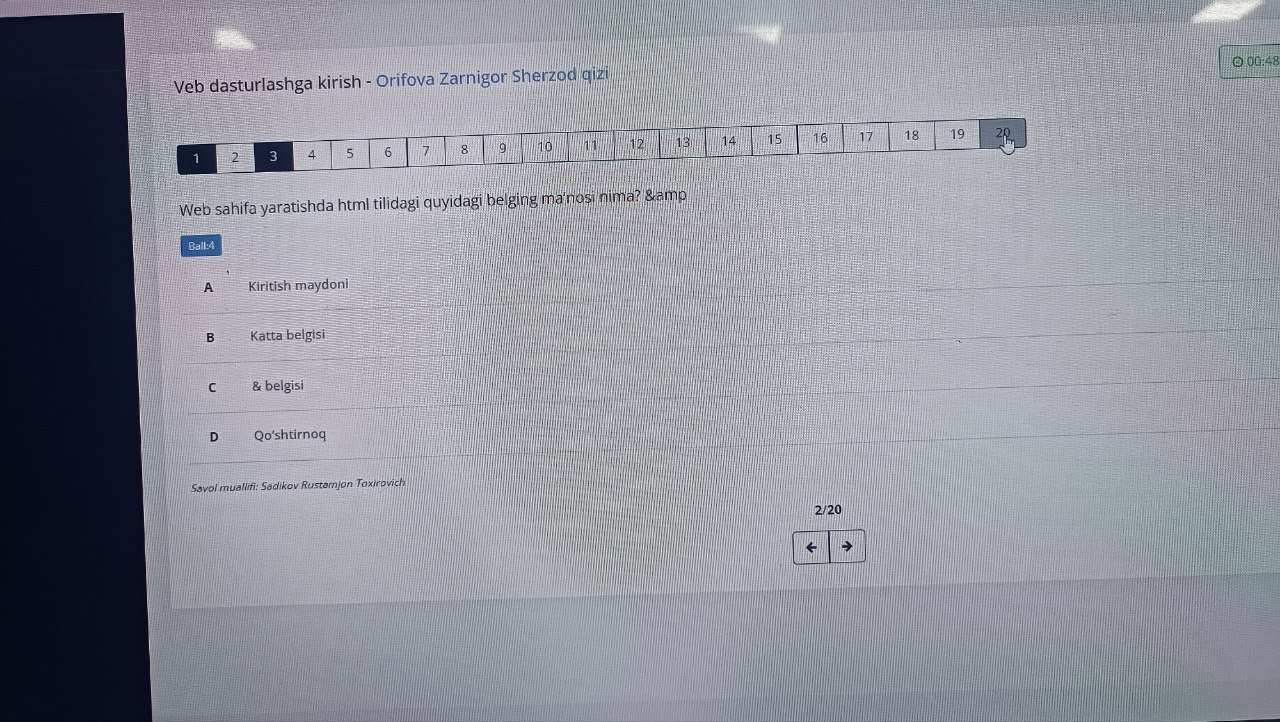 Veb dasturlashga kirish - Orifova Zarnigor Sherzod qizi
00:48
1 2 3 4 5 6 7 8 9 10 11 12 13 14 15 16 17 18 19 20
Web sahifa yaratishda html tilidagi quyidagi belging ma'nosi nima? &amp
Ball:4
A Kiritish maydoni
B Katta belgisi
C & belgisi
D Qo'shtirnoq
Savol muallifi: Sadikov Rustamjon Toxirovich
2/20